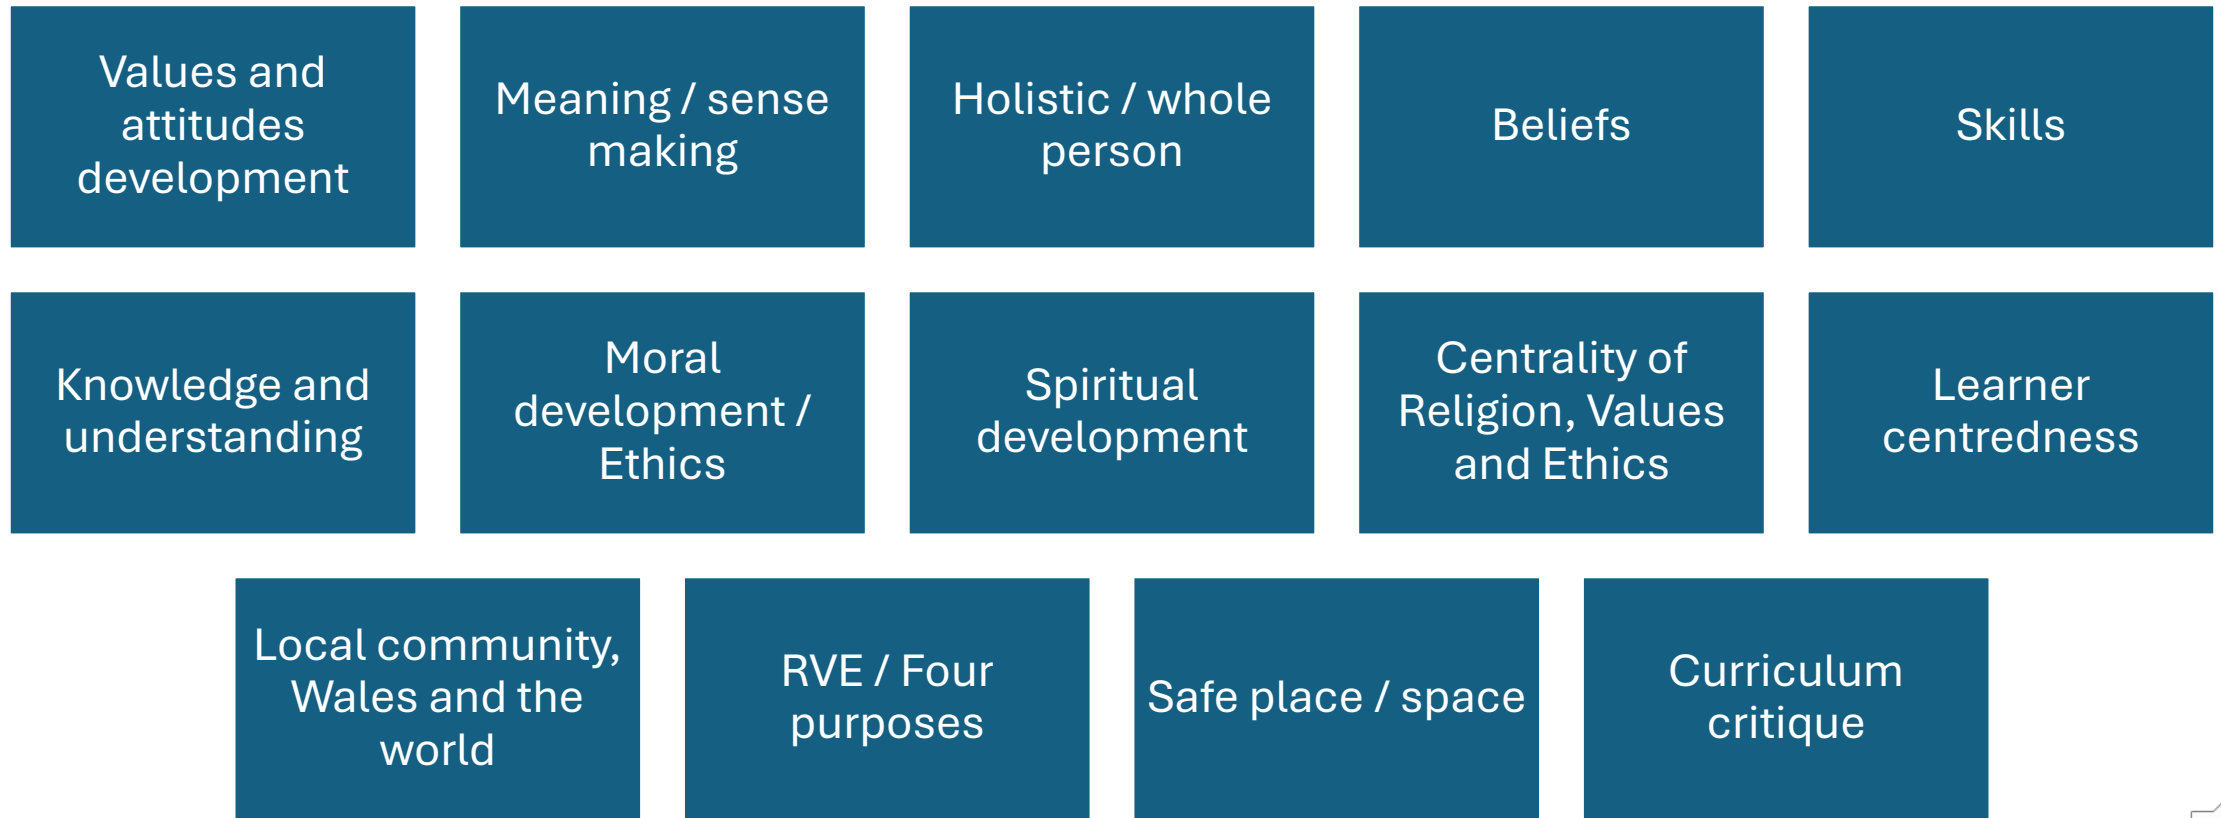 Values and
attitudes
development
Meaning / sense
making
Holistic / whole
person
Beliefs
Skills
Knowledge and
understanding
Moral
development /
Ethics
Spiritual
development
Centrality of
Religion, Values
and Ethics
Learner
centredness
Local community,
Wales and the
world
RVE / Four
purposes
Safe place / space
Curriculum
critique